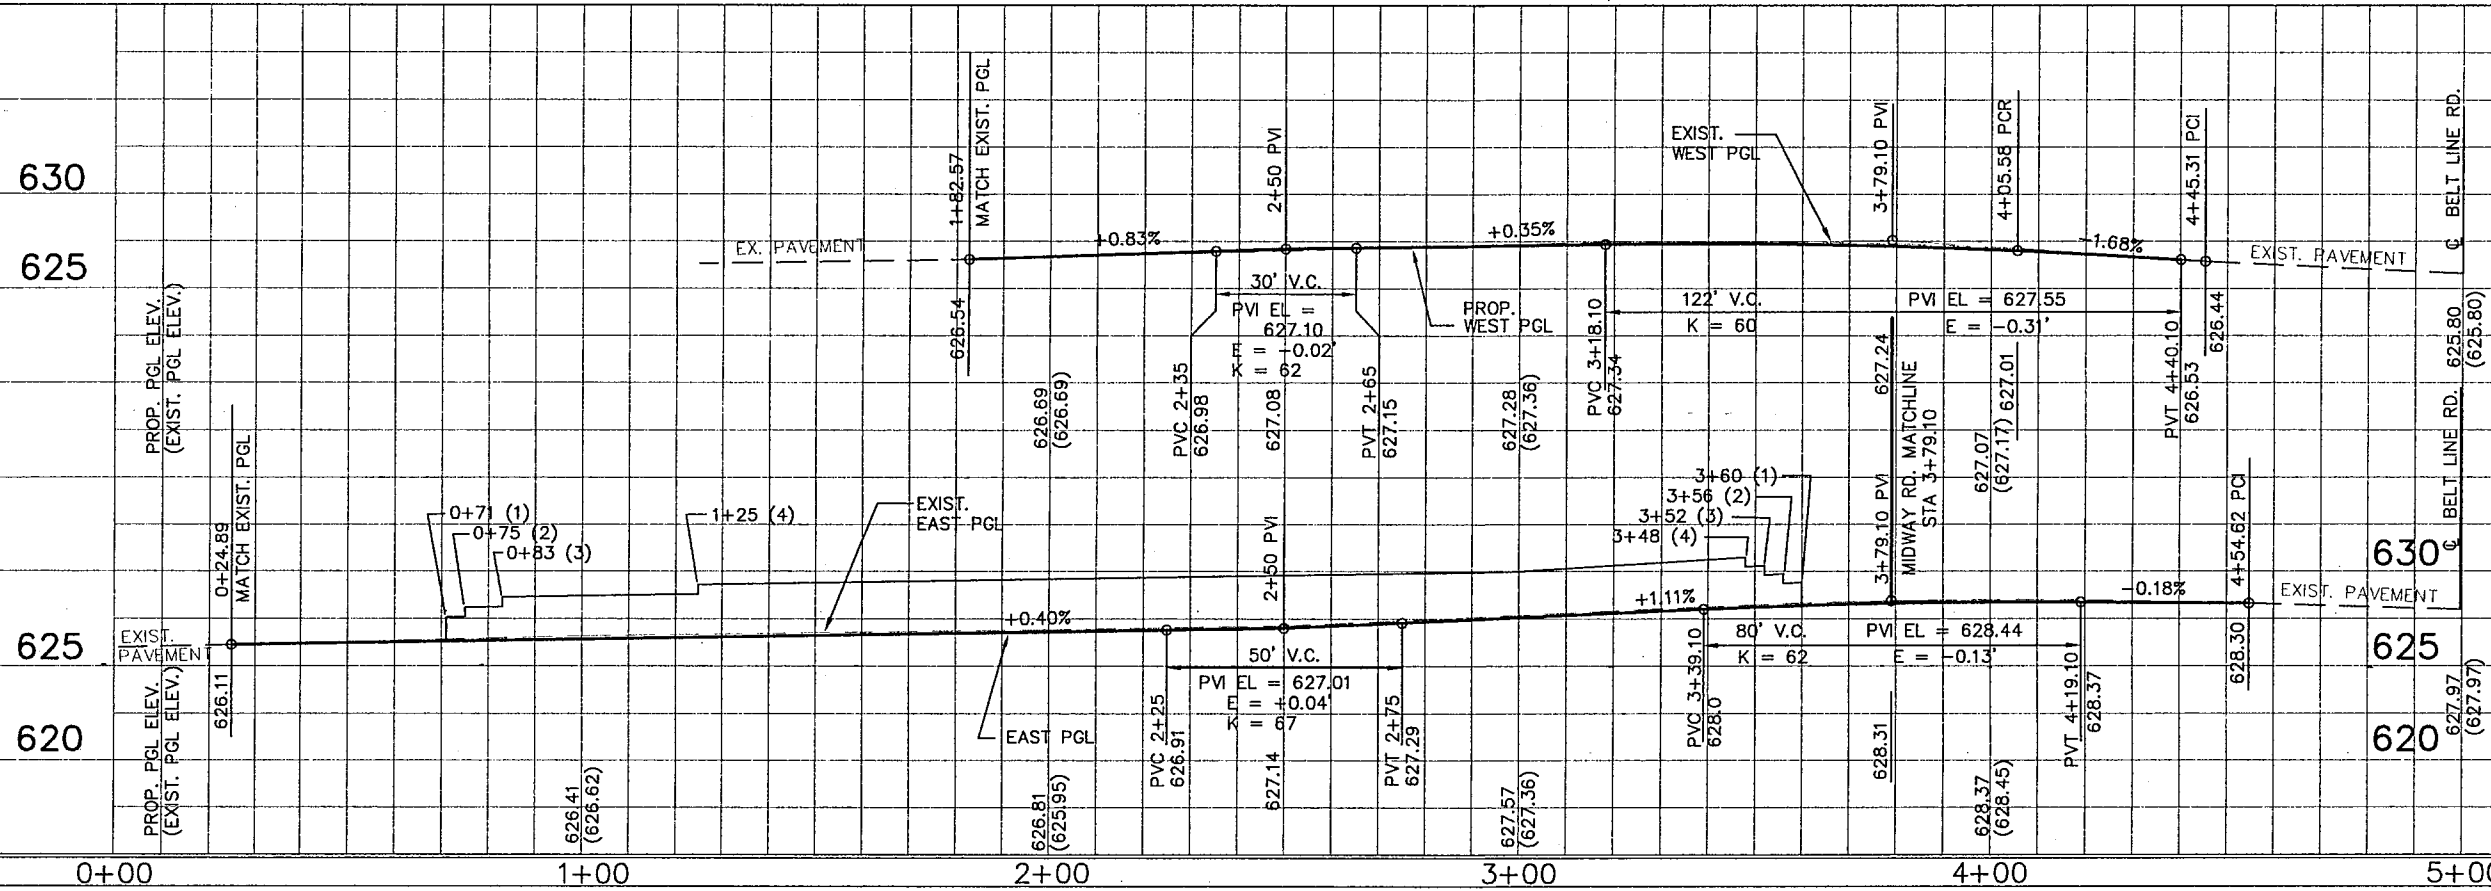 630
625
PROP. PGL ELEV.
(EXIST. PGL ELEV.)
EX. PAVEMENT
1+82.57
MATCH EXIST. PGL
626.54
+0.83%
2+50 PVI
30' V.C.
PVI EL =
627.10
E = -0.02'
K = 62
PROP.
WEST PGL
+0.35%
EXIST.
WEST PGL
3+79.10 PVI
4+05.58 PCR
-1.68%
4+45.31 PCI
EXIST. PAVEMENT
℄ BELT LINE RD.
122' V.C.
PVI EL = 627.55
K = 60
E = -0.31'
626.69
(626.69)
PVC 2+35
626.98
627.08
PVT 2+65
627.15
627.28
(627.36)
PVC 3+18.10
627.34
627.24
627.07
(627.17)
627.01
PVT 4+40.10
626.53
626.44
625.80
(625.80)
MIDWAY RD. MATCHLINE
STA 3+79.10
0+24.89
MATCH EXIST. PGL
626.11
EXIST.
PAVEMENT
0+71 (1)
0+75 (2)
0+83 (3)
1+25 (4)
EXIST.
EAST PGL
+0.40%
EAST PGL
2+50 PVI
50' V.C.
PVI EL = 627.01
E = +0.04'
K = 67
3+60 (1)
3+56 (2)
3+52 (3)
3+48 (4)
+1.11%
3+79.10 PVI
80' V.C.
PVI EL = 628.44
K = 62
E = -0.13'
-0.18%
4+54.62 PCI
EXIST. PAVEMENT
℄ BELT LINE RD.
630
625
620
625
620
PROP. PGL ELEV.
(EXIST. PGL ELEV.)
626.41
(626.62)
626.81
(625.95)
PVC 2+25
626.91
627.14
PVT 2+75
627.29
627.57
(627.36)
PVC 3+39.10
628.0
628.31
628.37
(628.45)
PVT 4+19.10
628.37
628.30
627.97
(627.97)
0+00
1+00
2+00
3+00
4+00
5+00